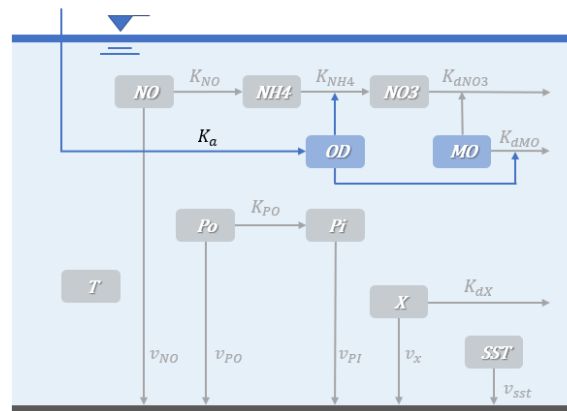 K_NO K_NH4 K_dNO3
NO NH4 NO3
K_a OD MO K_dMO
K_PO
Po Pi
T X K_dX
SST
v_NO v_PO v_PI v_x v_sst